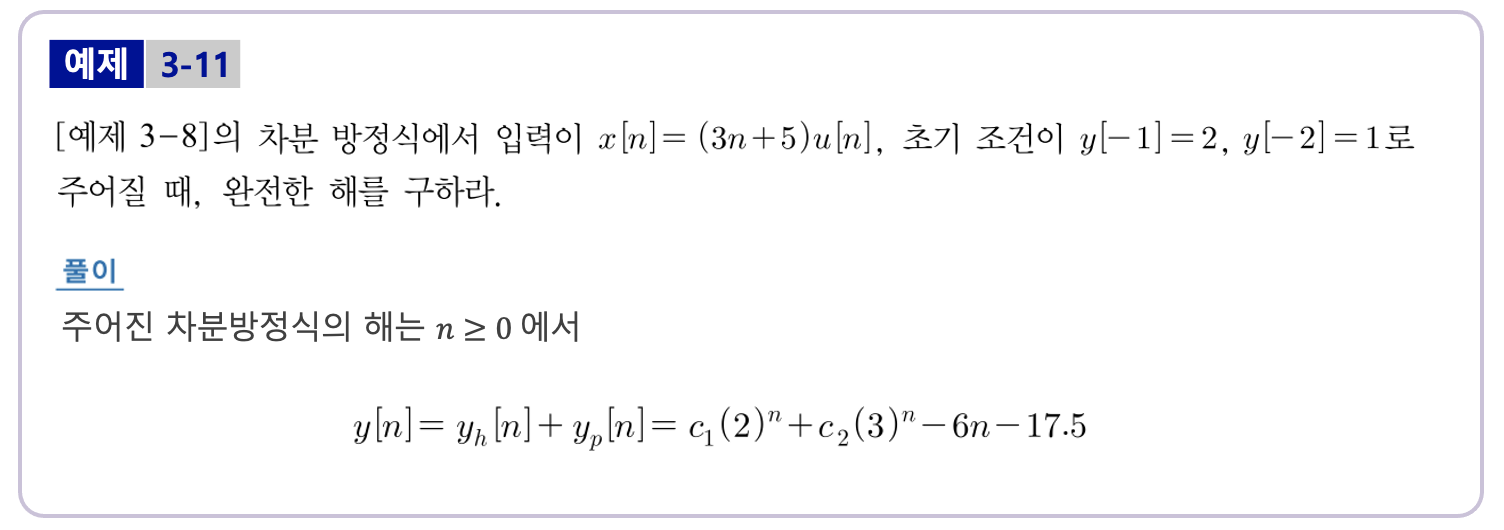 예제 3-11
[예제 3-8]의 차분 방정식에서 입력이 x[n]=(3n+5)u[n], 초기 조건이 y[-1]=2, y[-2]=1로
주어질 때, 완전한 해를 구하라.
풀이
주어진 차분방정식의 해는 n ≥ 0 에서
y[n]= y_h[n]+y_p[n]= c_1(2)^n+c_2(3)^n-6n-17.5